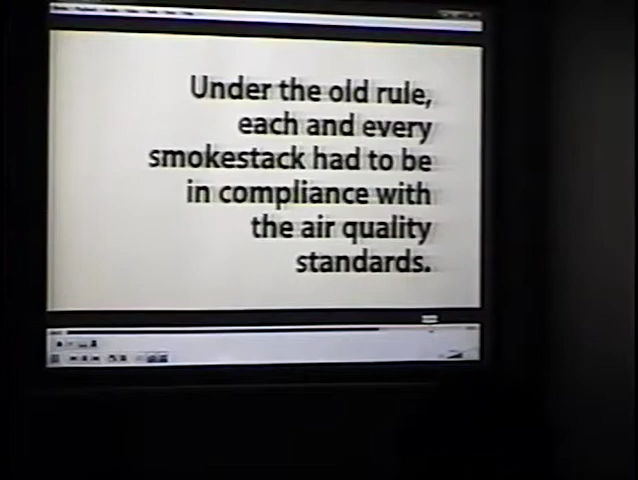 Under the old rule,
each and every
smokestack had to be
in compliance with
the air quality
standards.